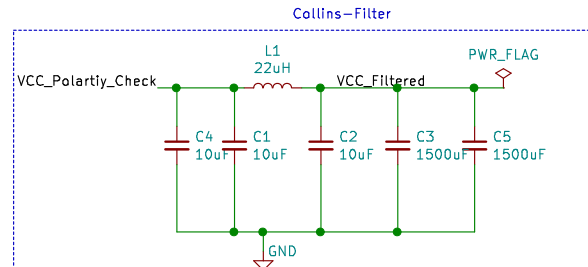 Collins-Filter
L1
22uH
PWR_FLAG
VCC_Polartiy_Check
VCC_Filtered
C4
10uF
C1
10uF
C2
10uF
C3
1500uF
C5
1500uF
GND